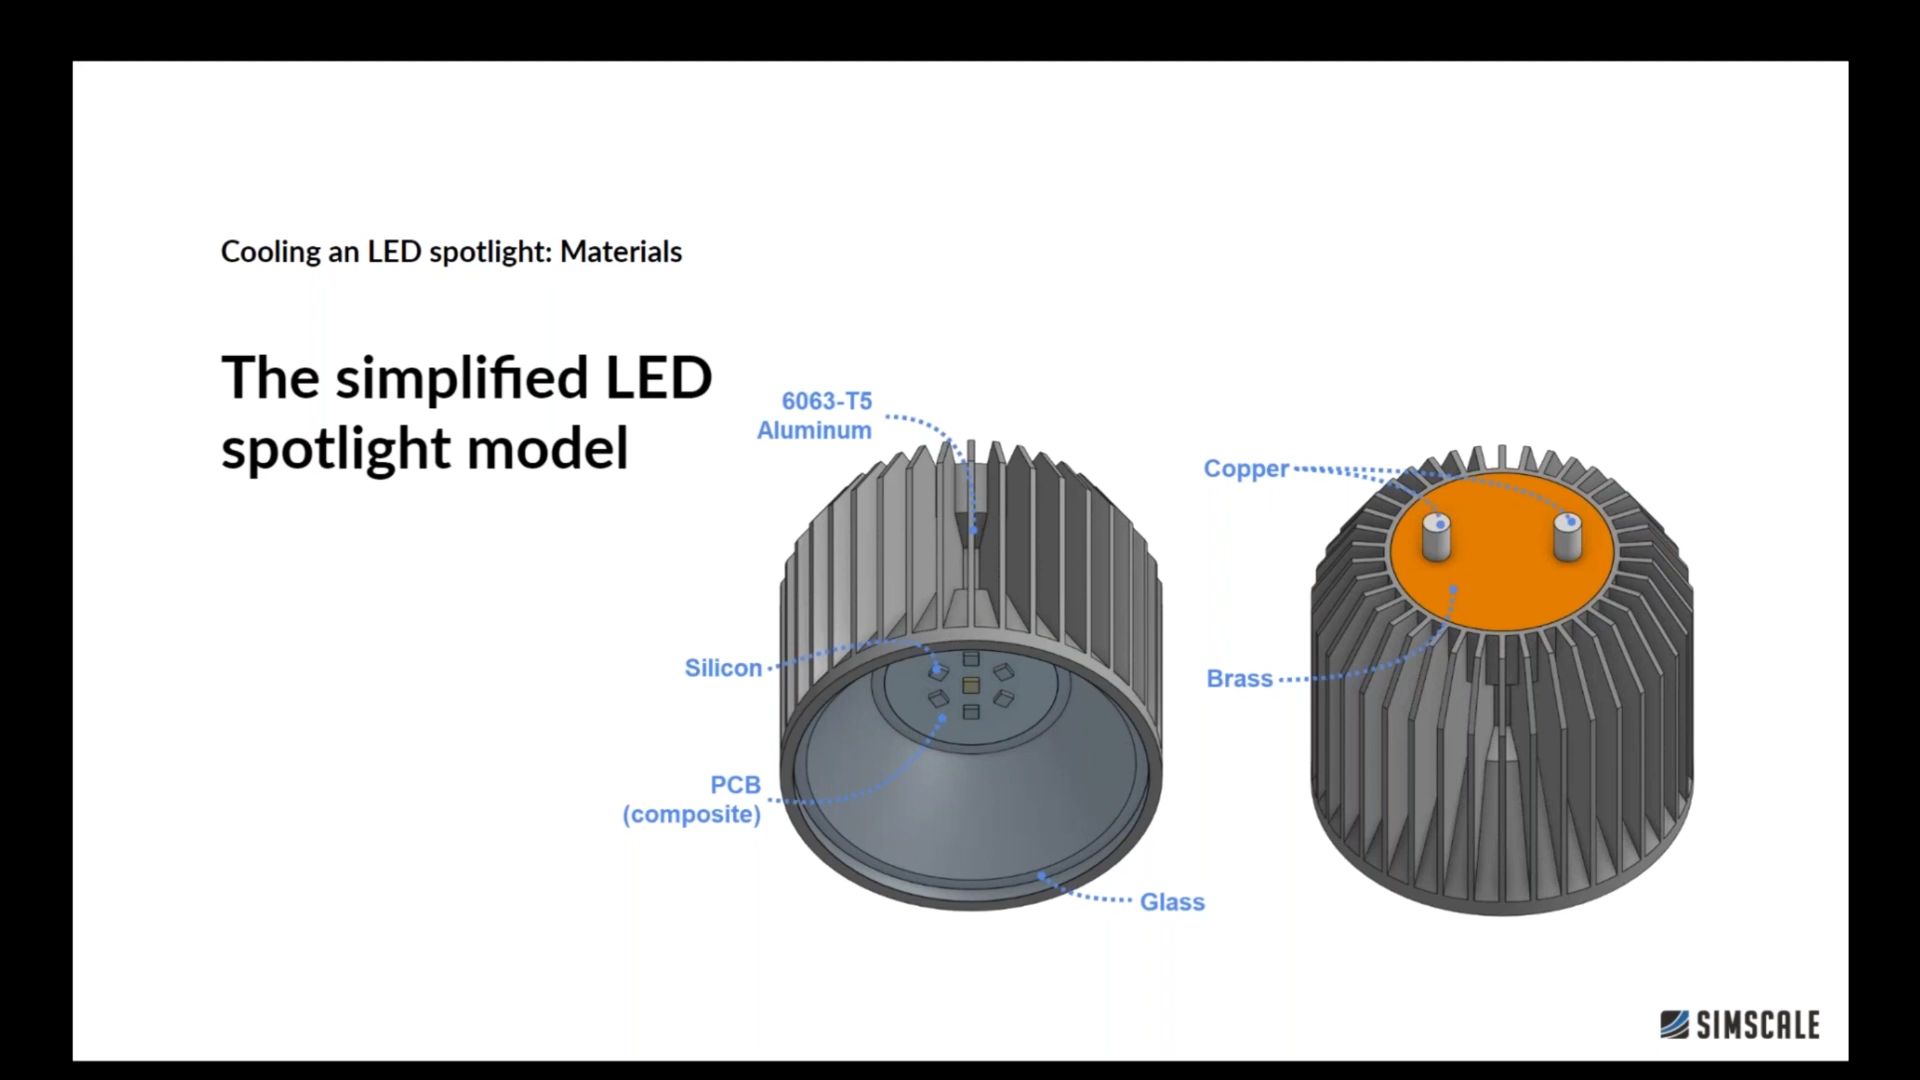 Cooling an LED spotlight: Materials
The simplified LED
spotlight model
6063-T5
Aluminum
Silicon
PCB
(composite)
Glass
Copper
Brass
SIMSCALE